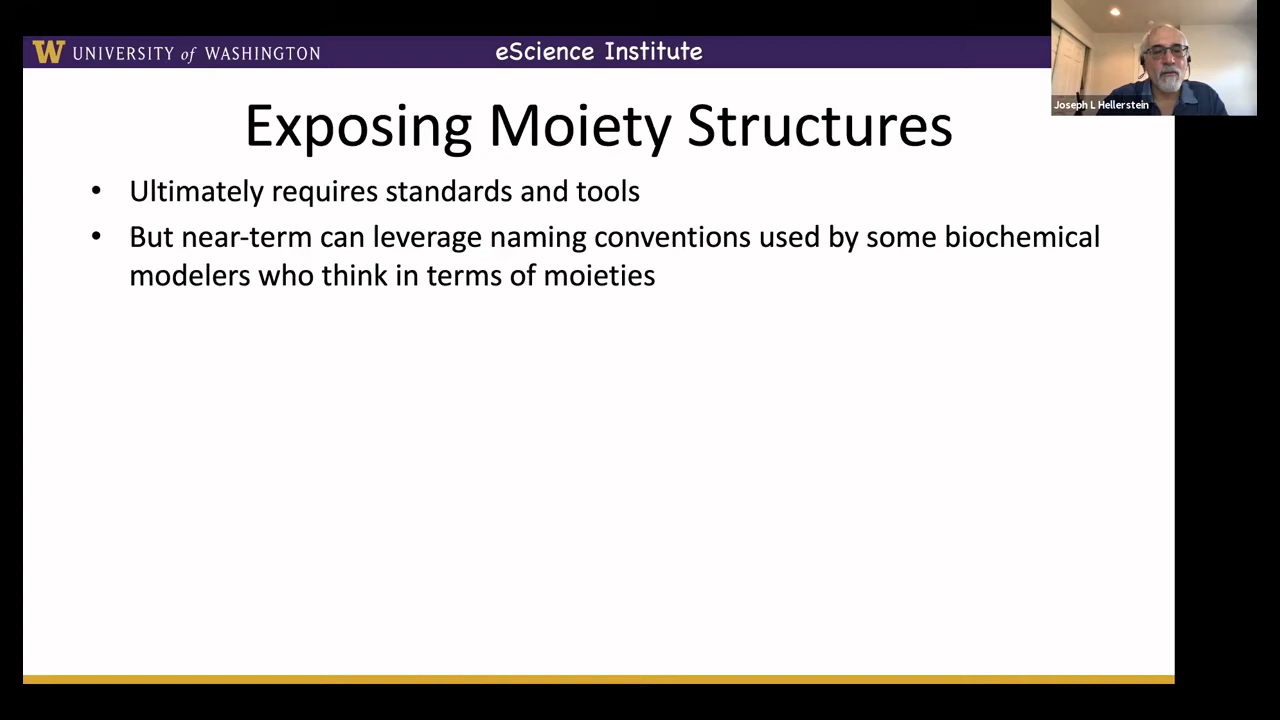 W UNIVERSITY of WASHINGTON
eScience Institute
Joseph L Hellerstein
Exposing Moiety Structures
• Ultimately requires standards and tools
• But near-term can leverage naming conventions used by some biochemical
modelers who think in terms of moieties